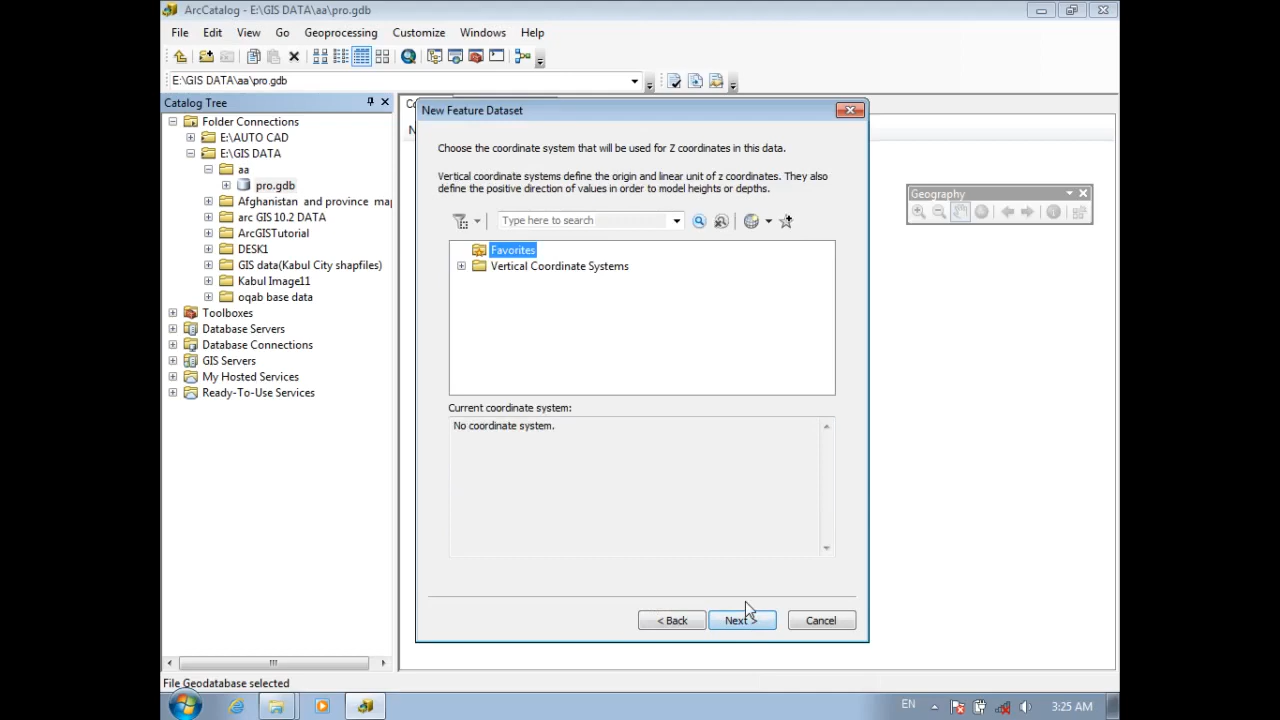 ArcCatalog - E:\GIS DATA\aa\pro.gdb
File Edit View Go Geoprocessing Customize Windows Help
E:\GIS DATA\aa\pro.gdb
Catalog Tree
Folder Connections
E:\AUTO CAD
E:\GIS DATA
aa
pro.gdb
Afghanistan and province
arc GIS 10.2 DATA
ArcGISTutorial
DESK1
GIS data(Kabul City shapfiles)
Kabul Image11
oqab base data
Toolboxes
Database Servers
Database Connections
GIS Servers
My Hosted Services
Ready-To-Use Services
New Feature Dataset
Choose the coordinate system that will be used for Z coordinates in this data.
Vertical coordinate systems define the origin and linear unit of z coordinates. They also
define the positive direction of values in order to model heights or depths.
Type here to search
Favorites
Vertical Coordinate Systems
Current coordinate system:
No coordinate system.
< Back Next > Cancel
Geography
File Geodatabase selected
EN 3:25 AM